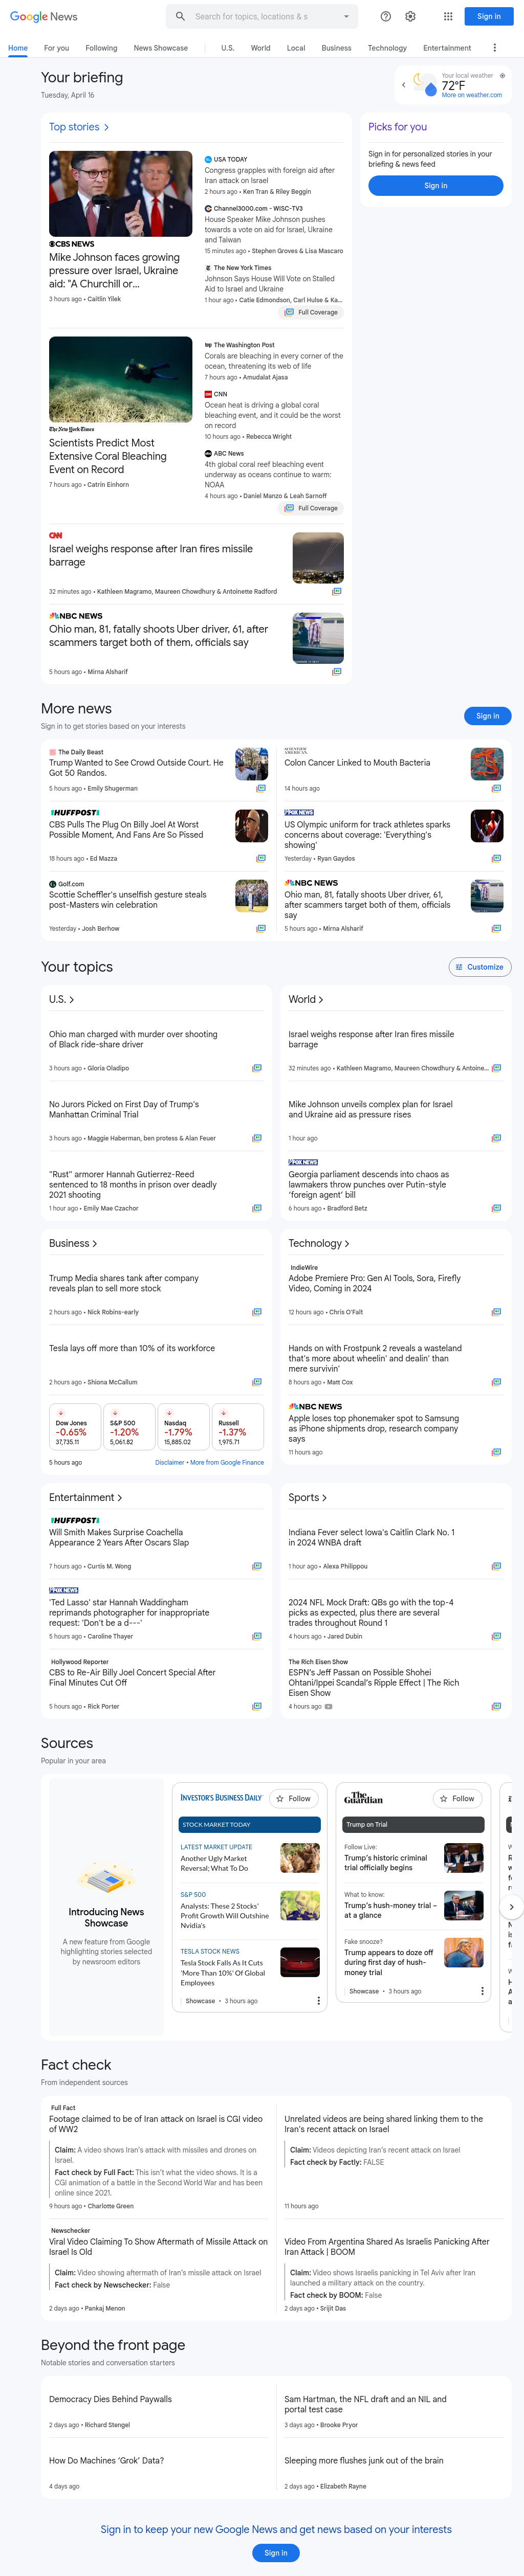 Google News
Search for topics, locations & s
Sign in
Home
For you
Following
News Showcase
U.S.
World
Local
Business
Technology
Entertainment
Your briefing
Tuesday, April 16
Your local weather
72°F
More on weather.com
Top stories
CBS NEWS
Mike Johnson faces growing
pressure over Israel, Ukraine
aid: "A Churchill or…
3 hours ago • Caitlin Yilek
USA TODAY
Congress grapples with foreign aid after
Iran attack on Israel
2 hours ago • Ken Tran & Riley Beggin
Channel3000.com - WISC-TV3
House Speaker Mike Johnson pushes
towards a vote on aid for Israel, Ukraine
and Taiwan
15 minutes ago • Stephen Groves & Lisa Mascaro
The New York Times
Johnson Says House Will Vote on Stalled
Aid to Israel and Ukraine
1 hour ago • Catie Edmondson, Carl Hulse & Ka…
Full Coverage
The New York Times
Scientists Predict Most
Extensive Coral Bleaching
Event on Record
7 hours ago • Catrin Einhorn
The Washington Post
Corals are bleaching in every corner of the
ocean, threatening its web of life
7 hours ago • Amudalat Ajasa
CNN
Ocean heat is driving a global coral
bleaching event, and it could be the worst
on record
10 hours ago • Rebecca Wright
ABC News
4th global coral reef bleaching event
underway as oceans continue to warm:
NOAA
4 hours ago • Daniel Manzo & Leah Sarnoff
Full Coverage
CNN
Israel weighs response after Iran fires missile
barrage
32 minutes ago • Kathleen Magramo, Maureen Chowdhury & Antoinette Radford
NBC NEWS
Ohio man, 81, fatally shoots Uber driver, 61, after
scammers target both of them, officials say
5 hours ago • Mirna Alsharif
Picks for you
Sign in for personalized stories in your
briefing & news feed
Sign in
More news
Sign in to get stories based on your interests
Sign in
The Daily Beast
Trump Wanted to See Crowd Outside Court. He
Got 50 Randos.
5 hours ago • Emily Shugerman
SCIENTIFIC
AMERICAN
Colon Cancer Linked to Mouth Bacteria
14 hours ago
HUFFPOST
CBS Pulls The Plug On Billy Joel At Worst
Possible Moment, And Fans Are So Pissed
18 hours ago • Ed Mazza
FOX NEWS
US Olympic uniform for track athletes sparks
concerns about coverage: 'Everything's
showing'
Yesterday • Ryan Gaydos
Golf.com
Scottie Scheffler's unselfish gesture steals
post-Masters win celebration
Yesterday • Josh Berhow
NBC NEWS
Ohio man, 81, fatally shoots Uber driver, 61,
after scammers target both of them, officials
say
5 hours ago • Mirna Alsharif
Your topics
Customize
U.S.
Ohio man charged with murder over shooting
of Black ride-share driver
3 hours ago • Gloria Oladipo
No Jurors Picked on First Day of Trump's
Manhattan Criminal Trial
3 hours ago • Maggie Haberman, ben protess & Alan Feuer
"Rust" armorer Hannah Gutierrez-Reed
sentenced to 18 months in prison over deadly
2021 shooting
1 hour ago • Emily Mae Czachor
World
Israel weighs response after Iran fires missile
barrage
32 minutes ago • Kathleen Magramo, Maureen Chowdhury & Antoine…
Mike Johnson unveils complex plan for Israel
and Ukraine aid as pressure rises
1 hour ago
FOX NEWS
Georgia parliament descends into chaos as
lawmakers throw punches over Putin-style
'foreign agent' bill
6 hours ago • Bradford Betz
Business
Trump Media shares tank after company
reveals plan to sell more stock
2 hours ago • Nick Robins-early
Tesla lays off more than 10% of its workforce
2 hours ago • Shiona McCallum
Dow Jones
-0.65%
37,735.11
S&P 500
-1.20%
5,061.82
Nasdaq
-1.79%
15,885.02
Russell
-1.37%
1,975.71
5 hours ago
Disclaimer • More from Google Finance
Technology
IndieWire
Adobe Premiere Pro: Gen AI Tools, Sora, Firefly
Video, Coming in 2024
12 hours ago • Chris O'Falt
Hands on with Frostpunk 2 reveals a wasteland
that's more about wheelin' and dealin' than
mere survivin'
8 hours ago • Matt Cox
NBC NEWS
Apple loses top phonemaker spot to Samsung
as iPhone shipments drop, research company
says
11 hours ago
Entertainment
HUFFPOST
Will Smith Makes Surprise Coachella
Appearance 2 Years After Oscars Slap
7 hours ago • Curtis M. Wong
FOX NEWS
'Ted Lasso' star Hannah Waddingham
reprimands photographer for inappropriate
request: 'Don't be a d---'
5 hours ago • Caroline Thayer
Hollywood Reporter
CBS to Re-Air Billy Joel Concert Special After
Final Minutes Cut Off
5 hours ago • Rick Porter
Sports
Indiana Fever select Iowa's Caitlin Clark No. 1
in 2024 WNBA draft
1 hour ago • Alexa Philippou
2024 NFL Mock Draft: QBs go with the top-4
picks as expected, plus there are several
trades throughout Round 1
4 hours ago • Jared Dubin
The Rich Eisen Show
ESPN's Jeff Passan on Possible Shohei
Ohtani/Ippei Scandal's Ripple Effect | The Rich
Eisen Show
4 hours ago
Sources
Popular in your area
Introducing News
Showcase
A new feature from Google
highlighting stories selected
by newsroom editors
INVESTOR'S BUSINESS DAILY
Follow
STOCK MARKET TODAY
LATEST MARKET UPDATE
Another Ugly Market
Reversal; What To Do
S&P 500
Analysts: These 2 Stocks'
Profit Growth Will Outshine
Nvidia's
TESLA STOCK NEWS
Tesla Stock Falls As It Cuts
'More Than 10%' Of Global
Employees
Showcase • 3 hours ago
The Guardian
Follow
Trump on Trial
Follow Live:
Trump's historic criminal
trial officially begins
What to know:
Trump's hush-money trial –
at a glance
Fake snooze?
Trump appears to doze off
during first day of hush-
money trial
Showcase • 3 hours ago
Fact check
From independent sources
Full Fact
Footage claimed to be of Iran attack on Israel is CGI video
of WW2
Claim: A video shows Iran's attack with missiles and drones on
Israel.
Fact check by Full Fact: This isn't what the video shows. It is a
CGI animation of a battle in the Second World War and has been
online since 2021.
9 hours ago • Charlotte Green
Unrelated videos are being shared linking them to the
Iran's recent attack on Israel
Claim: Videos depicting Iran's recent attack on Israel
Fact check by Factly: FALSE
11 hours ago
Newschecker
Viral Video Claiming To Show Aftermath of Missile Attack on
Israel Is Old
Claim: Video showing aftermath of Iran's missile attack on Israel
Fact check by Newschecker: False
2 days ago • Pankaj Menon
Video From Argentina Shared As Israelis Panicking After
Iran Attack | BOOM
Claim: Video shows Israelis panicking in Tel Aviv after Iran
launched a military attack on the country.
Fact check by BOOM: False
2 days ago • Srijit Das
Beyond the front page
Notable stories and conversation starters
Democracy Dies Behind Paywalls
2 days ago • Richard Stengel
Sam Hartman, the NFL draft and an NIL and
portal test case
3 days ago • Brooke Pryor
How Do Machines 'Grok' Data?
4 days ago
Sleeping more flushes junk out of the brain
2 days ago • Elizabeth Rayne
Sign in to keep your new Google News and get news based on your interests
Sign in